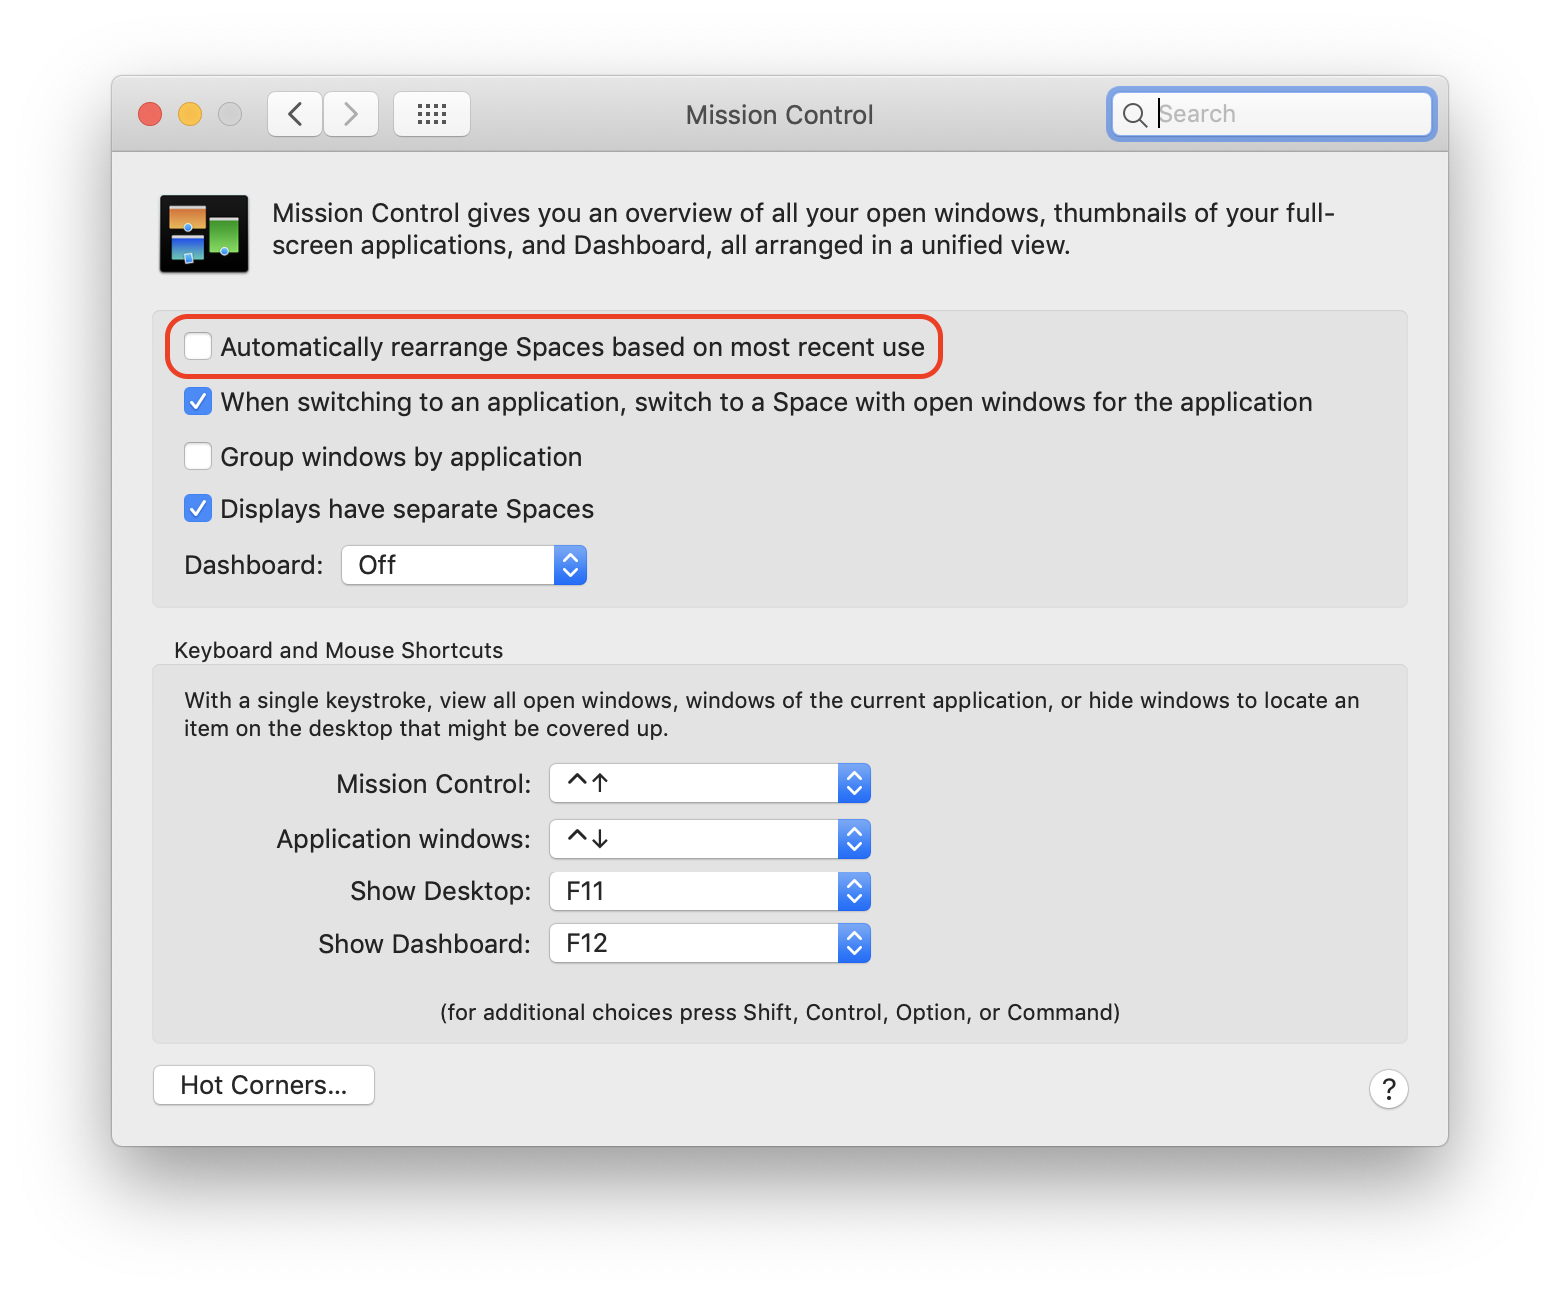 Mission Control
Search
Mission Control gives you an overview of all your open windows, thumbnails of your full-
screen applications, and Dashboard, all arranged in a unified view.
Automatically rearrange Spaces based on most recent use
When switching to an application, switch to a Space with open windows for the application
Group windows by application
Displays have separate Spaces
Dashboard: Off
Keyboard and Mouse Shortcuts
With a single keystroke, view all open windows, windows of the current application, or hide windows to locate an
item on the desktop that might be covered up.
Mission Control: ^↑
Application windows: ^↓
Show Desktop: F11
Show Dashboard: F12
(for additional choices press Shift, Control, Option, or Command)
Hot Corners...
?